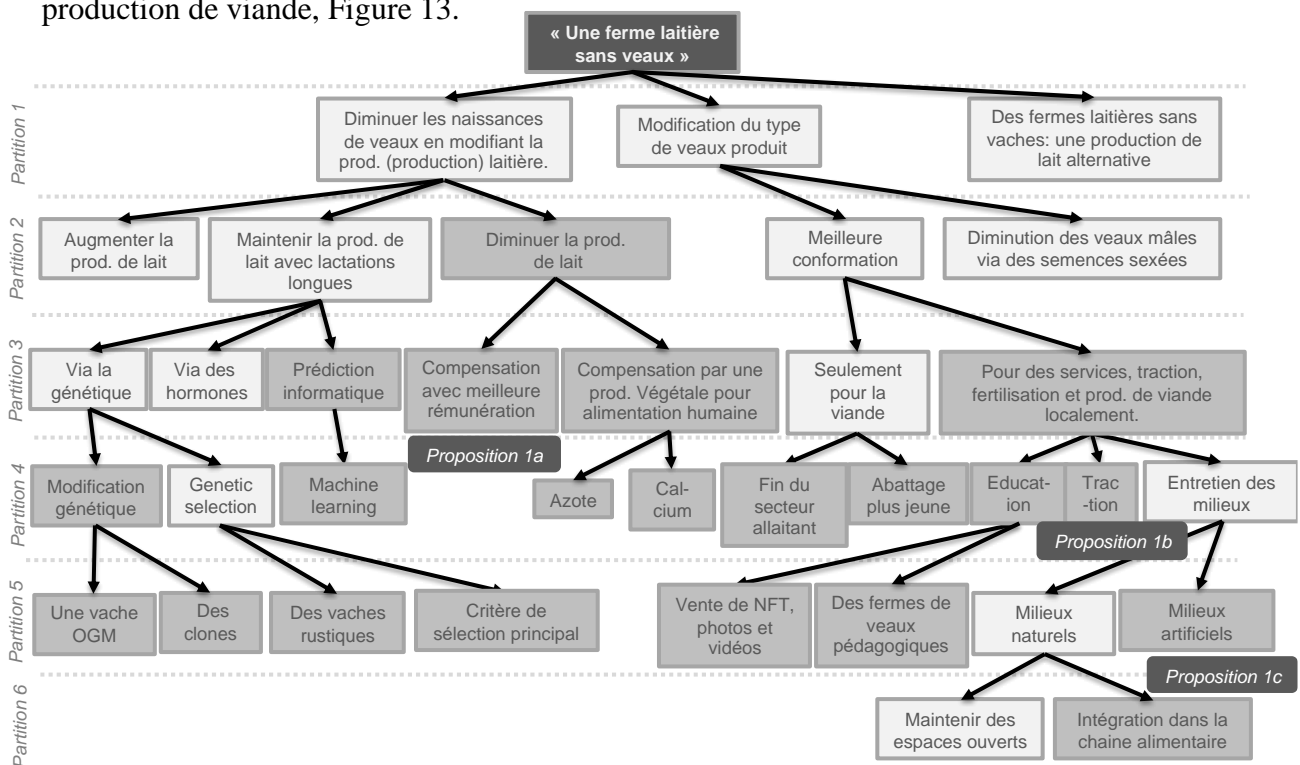 production de viande, Figure 13.
« Une ferme laitière
sans veaux »
Partition 1
Diminuer les naissances
de veaux en modifiant la
prod. (production) laitière.
Modification du type
de veaux produit
Des fermes laitières sans
vaches: une production de
lait alternative
Partition 2
Augmenter la
prod. de lait
Maintenir la prod. de
lait avec lactations
longues
Diminuer la prod.
de lait
Meilleure
conformation
Diminution des veaux mâles
via des semences sexées
Partition 3
Via la
génétique
Via des
hormones
Prédiction
informatique
Compensation
avec meilleure
rémunération
Compensation par une
prod. Végétale pour
alimentation humaine
Seulement
pour la
viande
Pour des services, traction,
fertilisation et prod. de viande
localement.
Proposition 1a
Partition 4
Modification
génétique
Genetic
selection
Machine
learning
Azote
Cal-
cium
Fin du
secteur
allaitant
Abattage
plus jeune
Educat-
ion
Trac
-tion
Entretien des
milieux
Proposition 1b
Partition 5
Une vache
OGM
Des
clones
Des vaches
rustiques
Critère de
sélection principal
Vente de NFT,
photos et
vidéos
Des fermes de
veaux
pédagogiques
Milieux
naturels
Milieux
artificiels
Proposition 1c
Partition 6
Maintenir des
espaces ouverts
Intégration dans la
chaine alimentaire